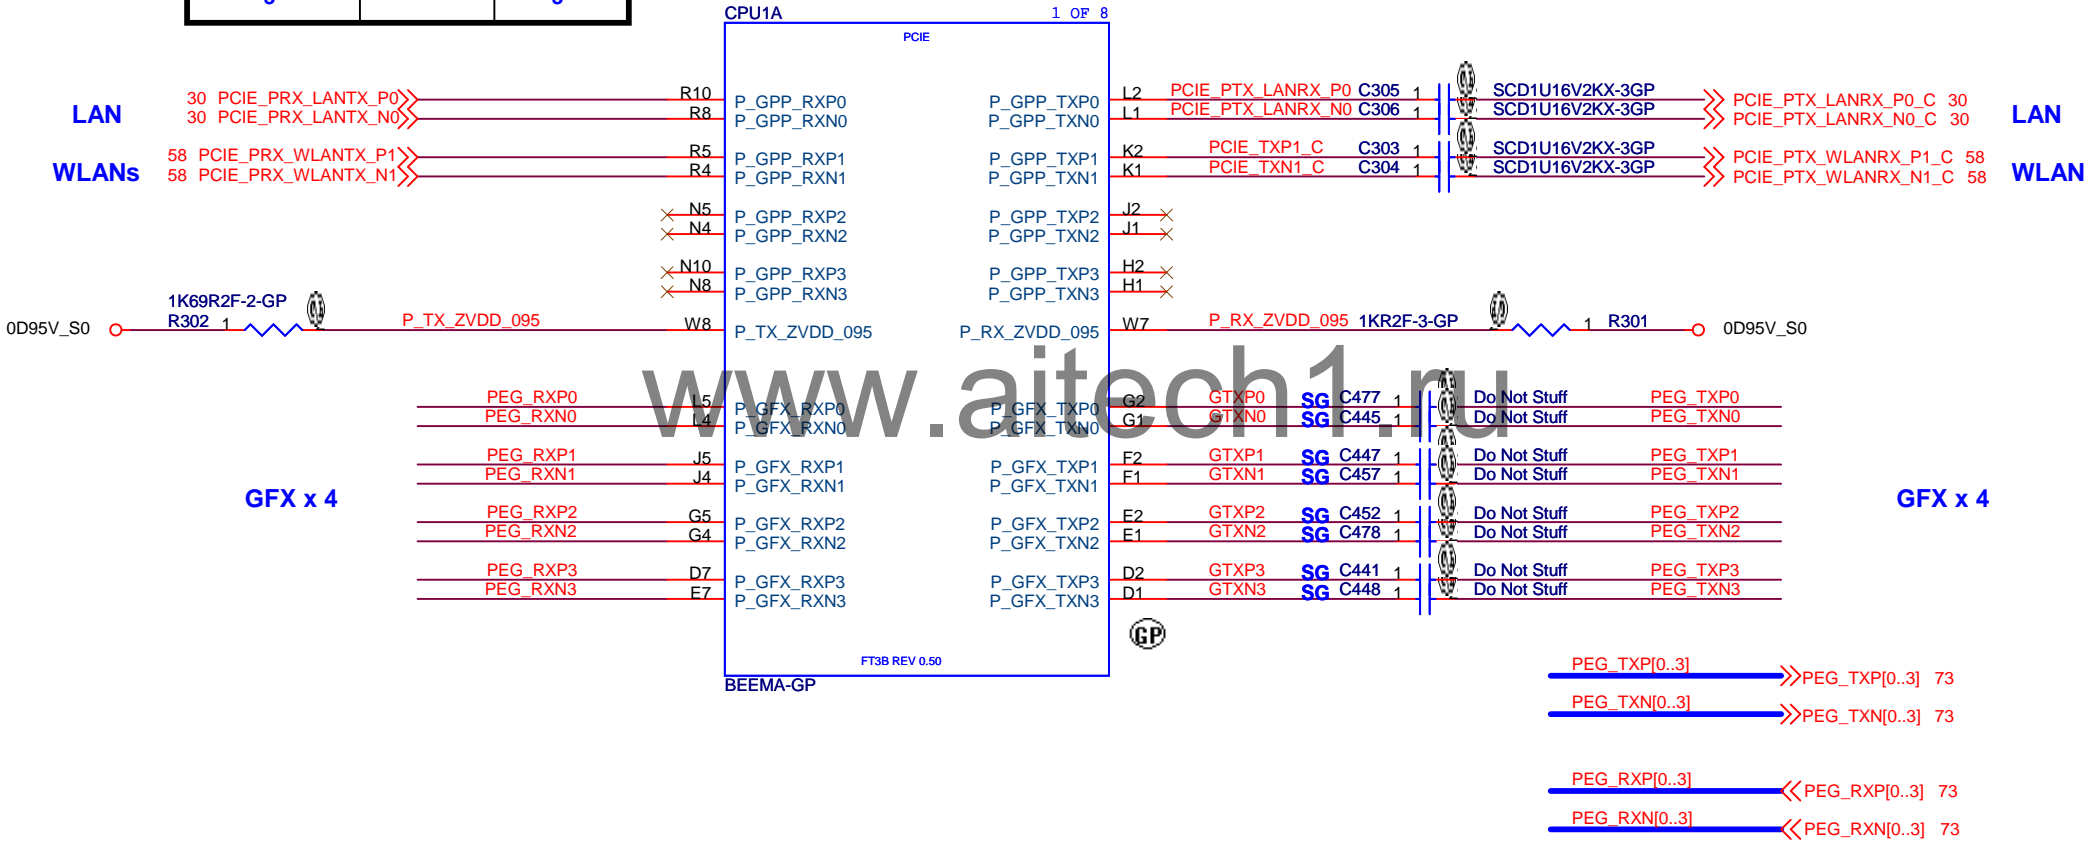 CPU1A 1 OF 8
PCIE
LAN
30 PCIE_PRX_LANTX_P0
30 PCIE_PRX_LANTX_N0
R10 P_GPP_RXP0
R8 P_GPP_RXN0
P_GPP_TXP0 L2 PCIE_PTX_LANRX_P0 C305 1 SCD1U16V2KX-3GP PCIE_PTX_LANRX_P0_C 30
P_GPP_TXN0 L1 PCIE_PTX_LANRX_N0 C306 1 SCD1U16V2KX-3GP PCIE_PTX_LANRX_N0_C 30
LAN
WLANs
58 PCIE_PRX_WLANTX_P1
58 PCIE_PRX_WLANTX_N1
R5 P_GPP_RXP1
R4 P_GPP_RXN1
P_GPP_TXP1 K2 PCIE_TXP1_C C303 1 SCD1U16V2KX-3GP PCIE_PTX_WLANRX_P1_C 58
P_GPP_TXN1 K1 PCIE_TXN1_C C304 1 SCD1U16V2KX-3GP PCIE_PTX_WLANRX_N1_C 58
WLAN
N5 P_GPP_RXP2 P_GPP_TXP2 J2
N4 P_GPP_RXN2 P_GPP_TXN2 J1
N10 P_GPP_RXP3 P_GPP_TXP3 H2
N8 P_GPP_RXN3 P_GPP_TXN3 H1
1K69R2F-2-GP
0D95V_S0 R302 1 P_TX_ZVDD_095 W8 P_TX_ZVDD_095
P_RX_ZVDD_095 W7 P_RX_ZVDD_095 1KR2F-3-GP 1 R301 0D95V_S0
www.aitech1.ru
PEG_RXP0 L5 P_GFX_RXP0 P_GFX_TXP0 G2 GTXP0 SG C477 1 Do Not Stuff PEG_TXP0
PEG_RXN0 L4 P_GFX_RXN0 P_GFX_TXN0 G1 GTXN0 SG C445 1 Do Not Stuff PEG_TXN0
PEG_RXP1 J5 P_GFX_RXP1 P_GFX_TXP1 F2 GTXP1 SG C447 1 Do Not Stuff PEG_TXP1
PEG_RXN1 J4 P_GFX_RXN1 P_GFX_TXN1 F1 GTXN1 SG C457 1 Do Not Stuff PEG_TXN1
GFX x 4
GFX x 4
PEG_RXP2 G5 P_GFX_RXP2 P_GFX_TXP2 E2 GTXP2 SG C452 1 Do Not Stuff PEG_TXP2
PEG_RXN2 G4 P_GFX_RXN2 P_GFX_TXN2 E1 GTXN2 SG C478 1 Do Not Stuff PEG_TXN2
PEG_RXP3 D7 P_GFX_RXP3 P_GFX_TXP3 D2 GTXP3 SG C441 1 Do Not Stuff PEG_TXP3
PEG_RXN3 E7 P_GFX_RXN3 P_GFX_TXN3 D1 GTXN3 SG C448 1 Do Not Stuff PEG_TXN3
GP
FT3B REV 0.50
BEEMA-GP
PEG_TXP[0..3] PEG_TXP[0..3] 73
PEG_TXN[0..3] PEG_TXN[0..3] 73
PEG_RXP[0..3] PEG_RXP[0..3] 73
PEG_RXN[0..3] PEG_RXN[0..3] 73